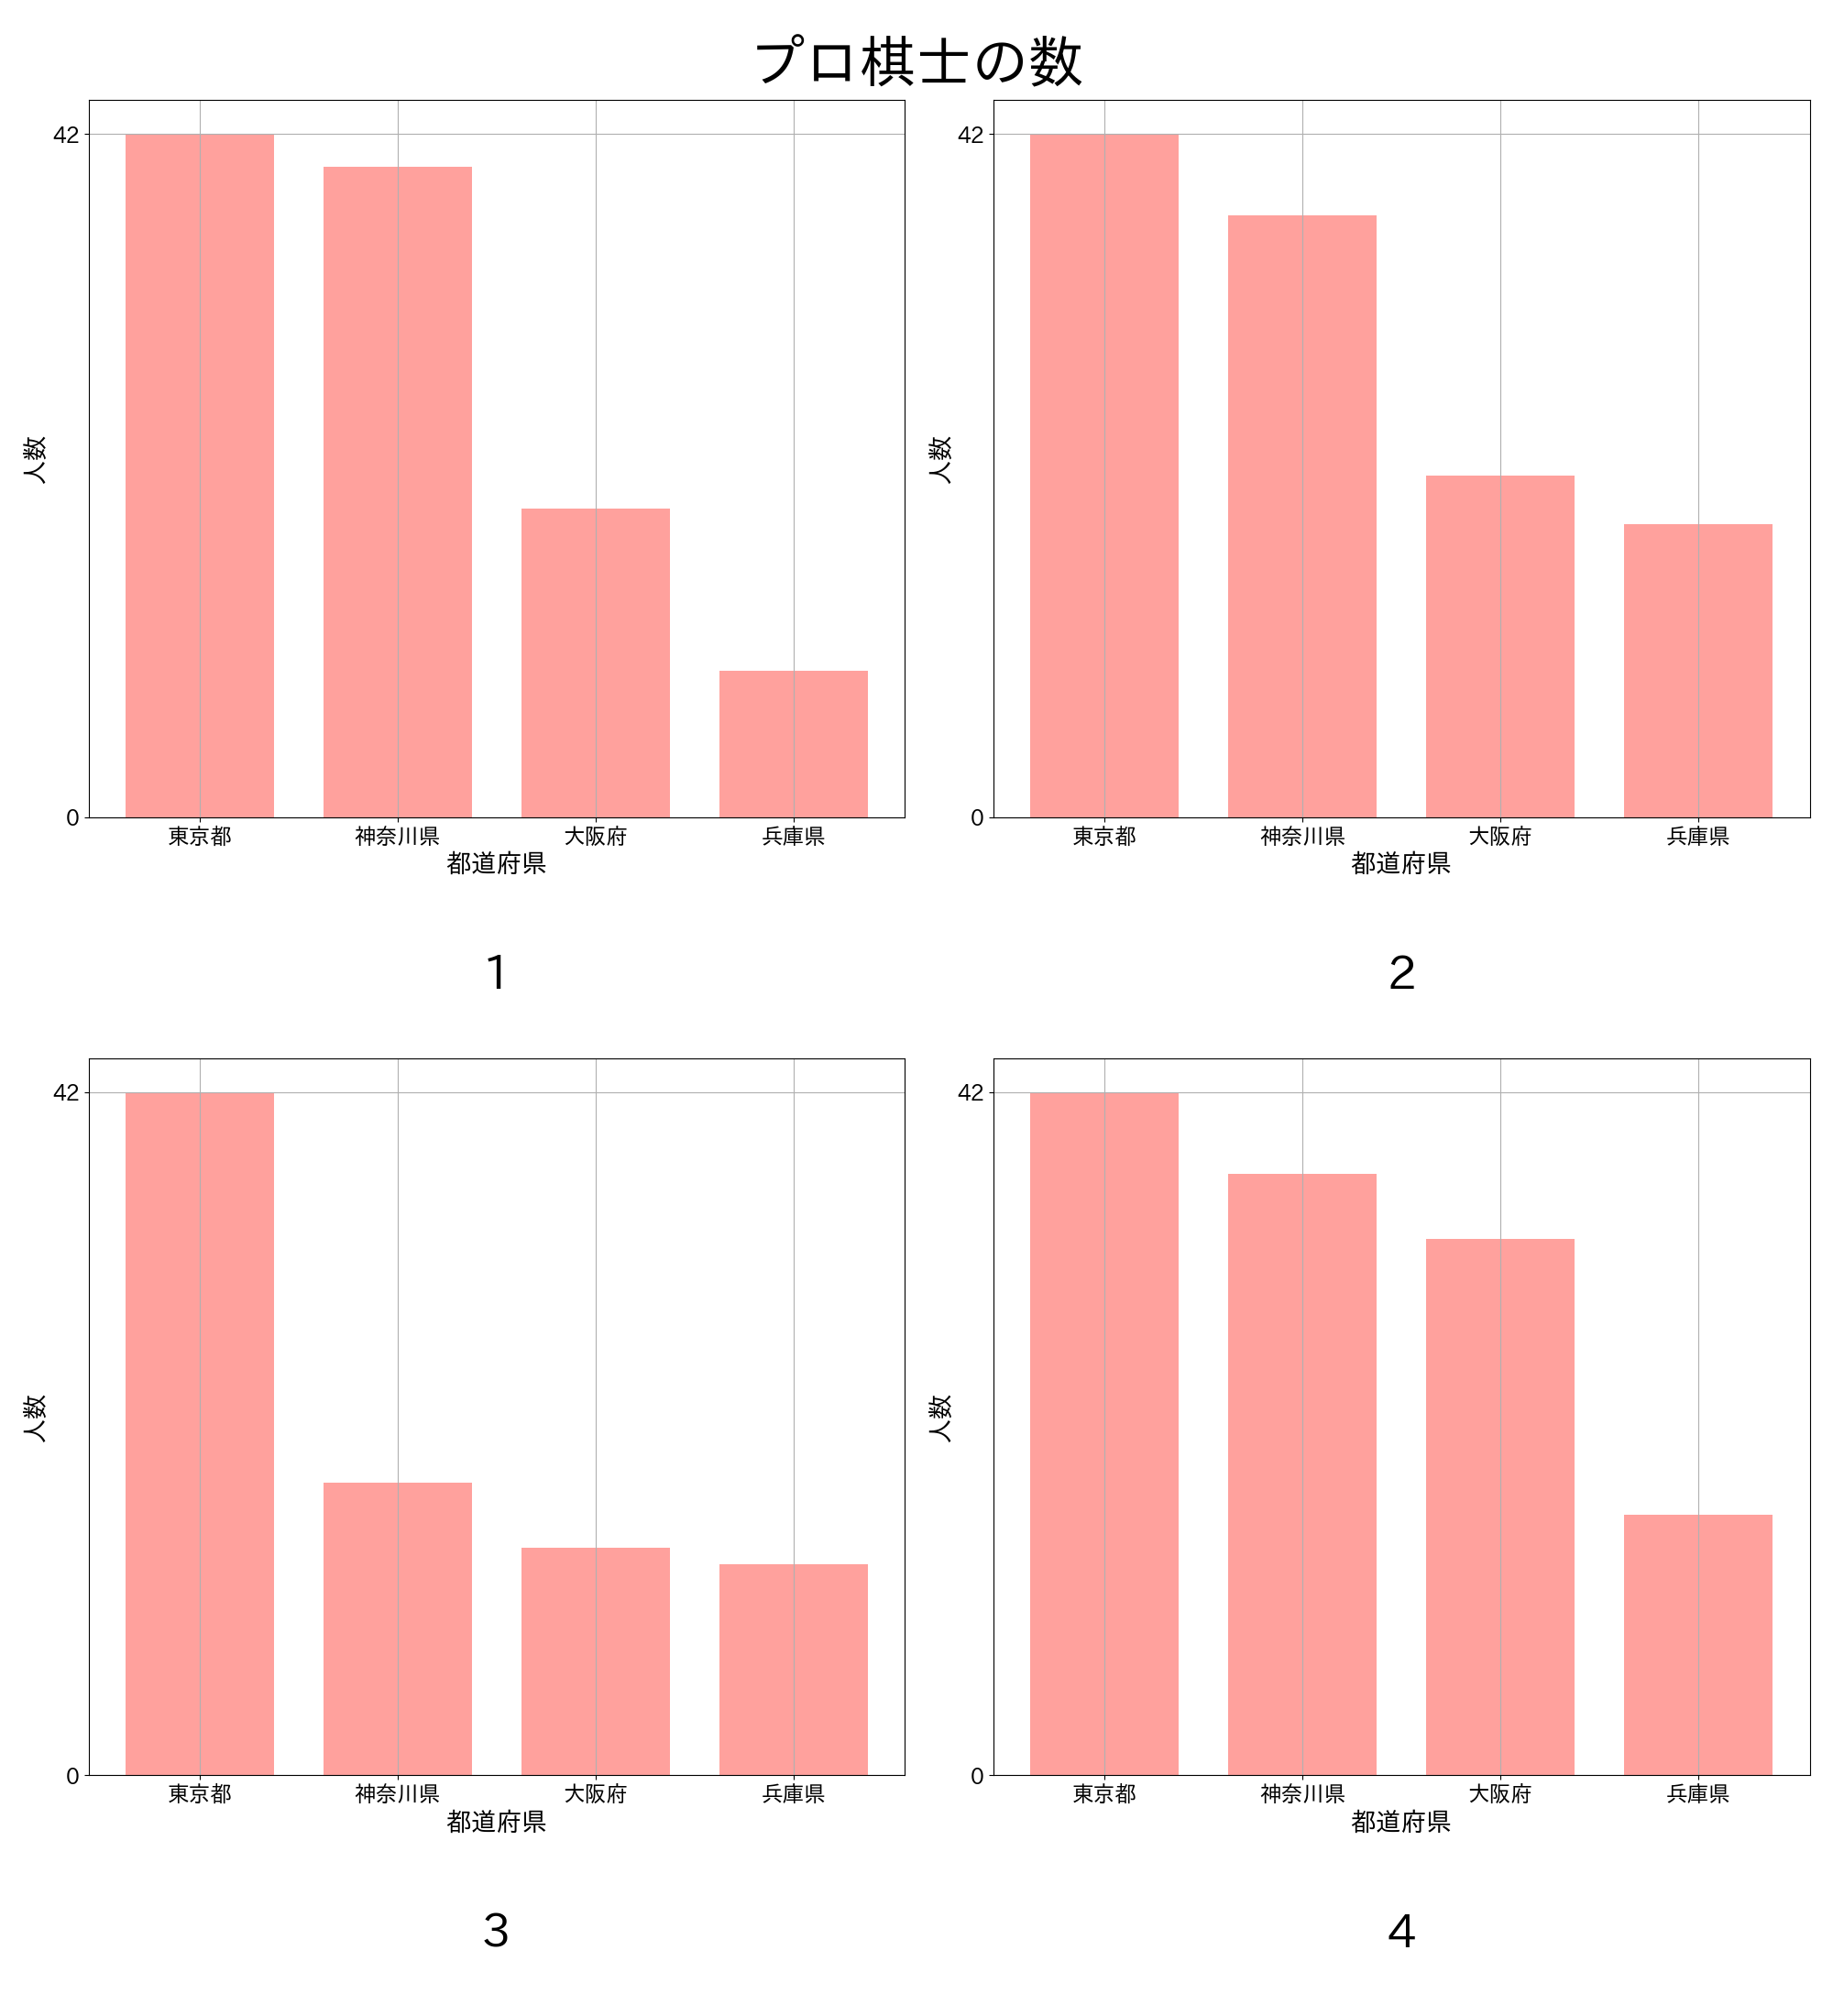 プロ棋士の数
42
0
人数
東京都 神奈川県 大阪府 兵庫県
都道府県
1
42
0
人数
東京都 神奈川県 大阪府 兵庫県
都道府県
2
42
0
人数
東京都 神奈川県 大阪府 兵庫県
都道府県
3
42
0
人数
東京都 神奈川県 大阪府 兵庫県
都道府県
4